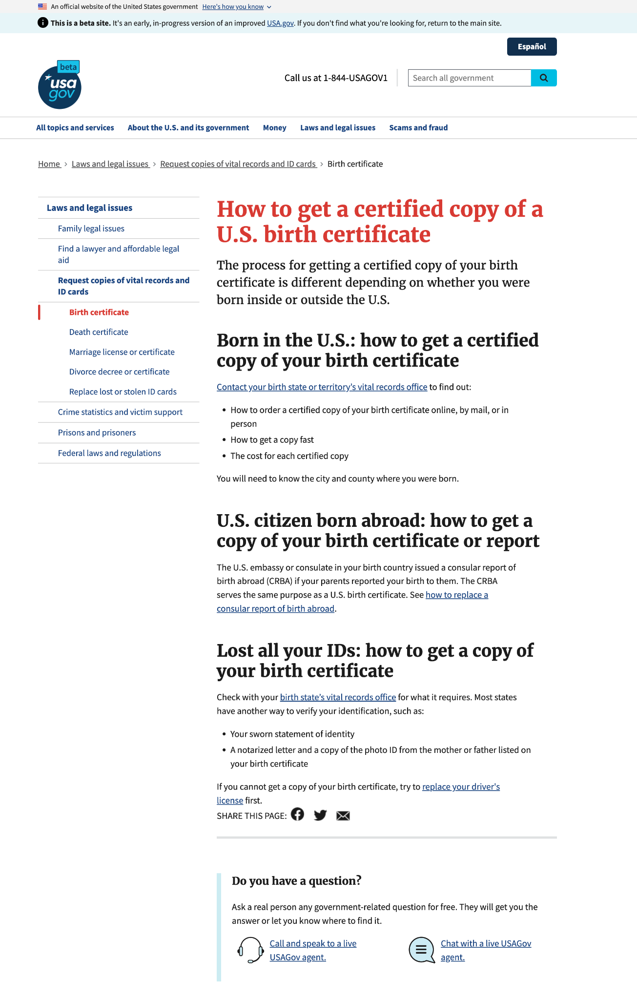 An official website of the United States government Here's how you know
This is a beta site. It's an early, in-progress version of an improved USA.gov. If you don't find what you're looking for, return to the main site.
Español
beta
usa
gov
Call us at 1-844-USAGOV1
Search all government
All topics and services About the U.S. and its government Money Laws and legal issues Scams and fraud
Home > Laws and legal issues > Request copies of vital records and ID cards > Birth certificate
Laws and legal issues
Family legal issues
Find a lawyer and affordable legal
aid
Request copies of vital records and
ID cards
Birth certificate
Death certificate
Marriage license or certificate
Divorce decree or certificate
Replace lost or stolen ID cards
Crime statistics and victim support
Prisons and prisoners
Federal laws and regulations
How to get a certified copy of a
U.S. birth certificate
The process for getting a certified copy of your birth
certificate is different depending on whether you were
born inside or outside the U.S.
Born in the U.S.: how to get a certified
copy of your birth certificate
Contact your birth state or territory’s vital records office to find out:
• How to order a certified copy of your birth certificate online, by mail, or in
person
• How to get a copy fast
• The cost for each certified copy
You will need to know the city and county where you were born.
U.S. citizen born abroad: how to get a
copy of your birth certificate or report
The U.S. embassy or consulate in your birth country issued a consular report of
birth abroad (CRBA) if your parents reported your birth to them. The CRBA
serves the same purpose as a U.S. birth certificate. See how to replace a
consular report of birth abroad.
Lost all your IDs: how to get a copy of
your birth certificate
Check with your birth state’s vital records office for what it requires. Most states
have another way to verify your identification, such as:
• Your sworn statement of identity
• A notarized letter and a copy of the photo ID from the mother or father listed on
your birth certificate
If you cannot get a copy of your birth certificate, try to replace your driver's
license first.
SHARE THIS PAGE:
Do you have a question?
Ask a real person any government-related question for free. They will get you the
answer or let you know where to find it.
Call and speak to a live
USAGov agent.
Chat with a live USAGov
agent.